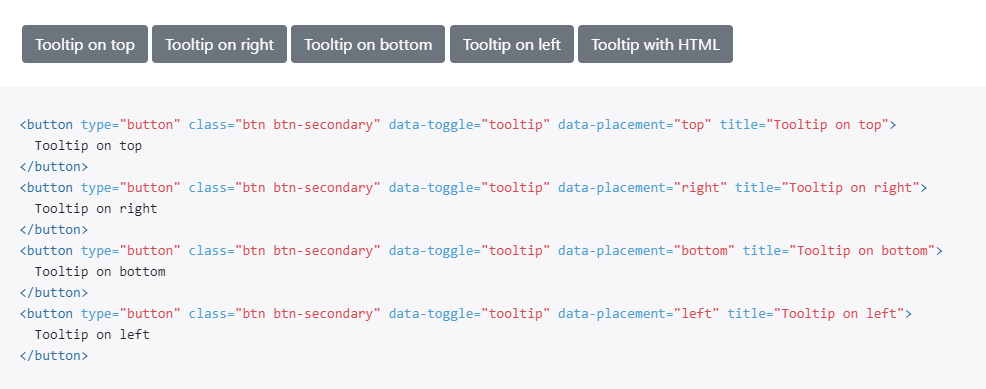 Tooltip on top Tooltip on right Tooltip on bottom Tooltip on left Tooltip with HTML
<button type="button" class="btn btn-secondary" data-toggle="tooltip" data-placement="top" title="Tooltip on top">
  Tooltip on top
</button>
<button type="button" class="btn btn-secondary" data-toggle="tooltip" data-placement="right" title="Tooltip on right">
  Tooltip on right
</button>
<button type="button" class="btn btn-secondary" data-toggle="tooltip" data-placement="bottom" title="Tooltip on bottom">
  Tooltip on bottom
</button>
<button type="button" class="btn btn-secondary" data-toggle="tooltip" data-placement="left" title="Tooltip on left">
  Tooltip on left
</button>